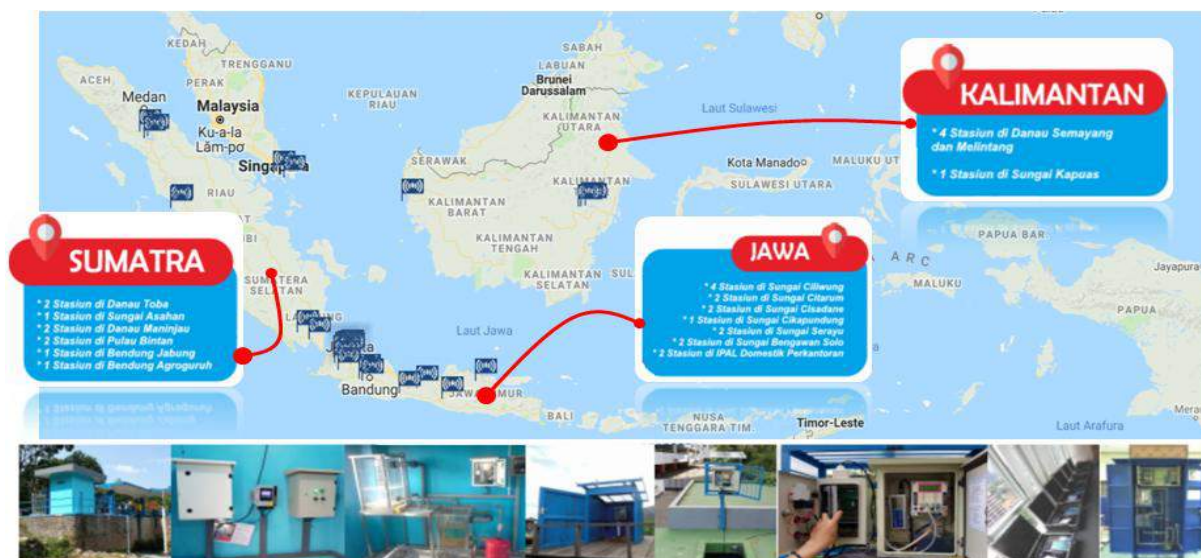 KEDAH
TRENGGANU
ACEH
PERAK
Medan
Malaysia
Ku-a-la
Lăm-pơ
KEPULAUAN
RIAU
Singapura
RIAU
SABAH
LABUAN
Brunei
Darussalam
KALIMANTAN
UTARA
SERAWAK
KALIMANTAN
BARAT
KALIMANTAN
KALIMANTAN
TENGAH
KALIMANTAN
SELATAN
Laut Sulawesi
Kota Manado
SULAWESI UTARA
MALUKU UT
KALIMANTAN
* 4 Stasiun di Danau Semayang
dan Melintang
* 1 Stasiun di Sungai Kapuas
PAPUA BAR.
A ARC
MALUKU
Jayapura
PAPUA
SUMATRA
* 2 Stasiun di Danau Toba
* 1 Stasiun di Sungai Asahan
* 2 Stasiun di Danau Maninjau
* 2 Stasiun di Pulau Bintan
* 1 Stasiun di Bendung Jabung
* 1 Stasiun di Bendung Agroguruh
SUMATERA
SELATAN
JAWA
* 4 Stasiun di Sungai Ciliwung
* 2 Stasiun di Sungai Cisadane
* 1 Stasiun di Sungai Cikapundung
* 2 Stasiun di Sungai Serayu
* 2 Stasiun di Sungai Bengawan Solo
* 2 Stasiun di IPAL Domestik Perkantoran
Laut Jawa
Bandung
BALI
NUSA
TENGGARA TIM.
Timor-Leste
Laut Arafura
Mera